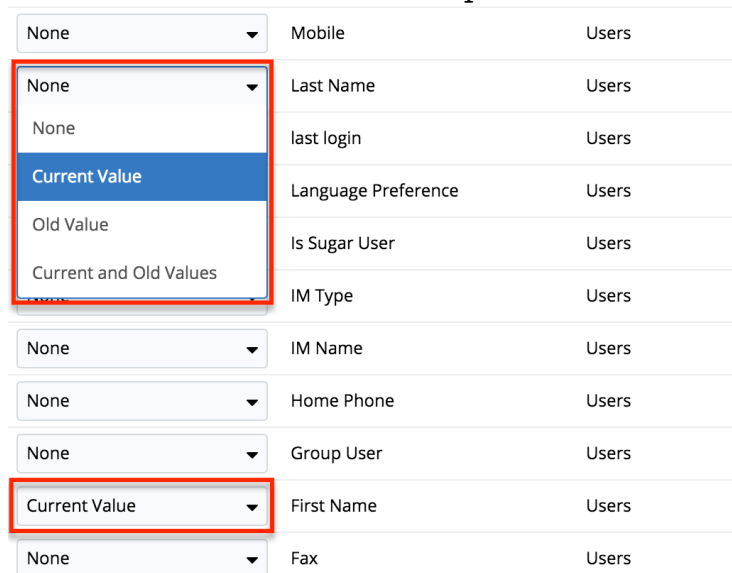 None Mobile Users
None Last Name Users
None last login Users
Current Value Language Preference Users
Old Value Is Sugar User Users
Current and Old Values
IM Type Users
None IM Name Users
None Home Phone Users
None Group User Users
Current Value First Name Users
None Fax Users